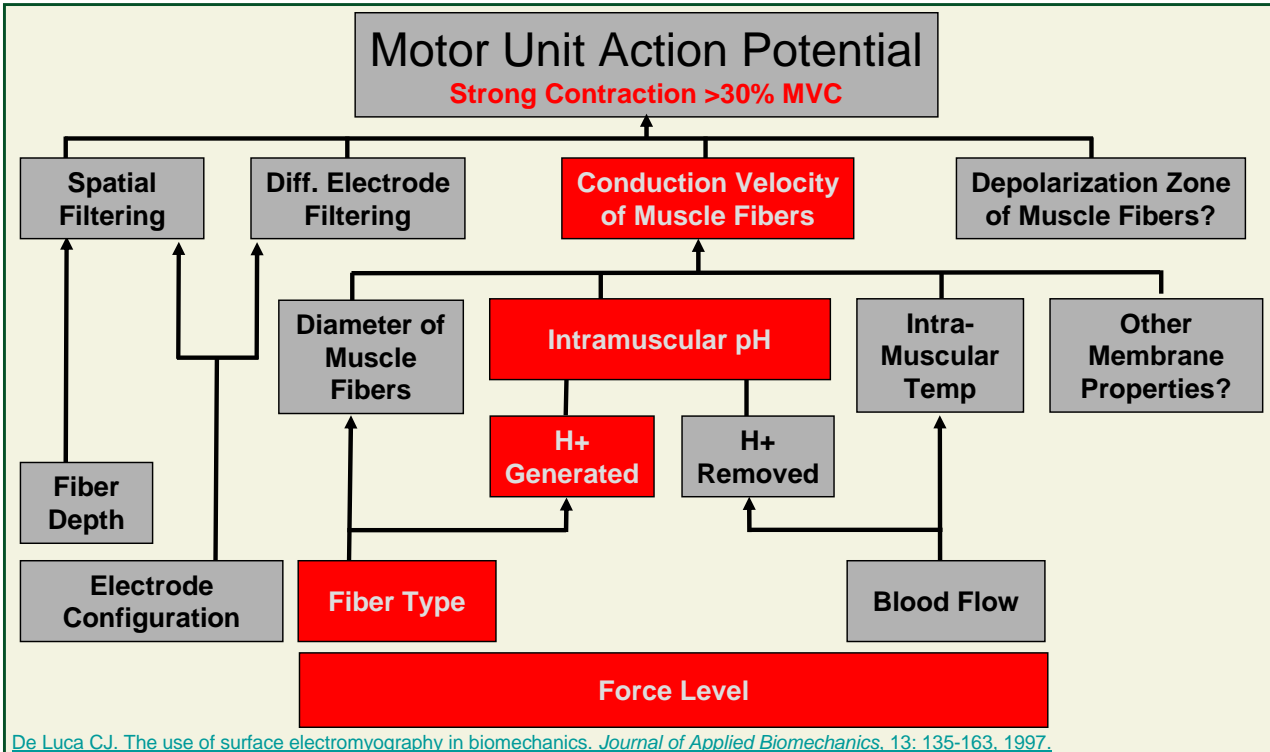 Motor Unit Action Potential
Strong Contraction >30% MVC
Spatial
Filtering
Diff. Electrode
Filtering
Conduction Velocity
of Muscle Fibers
Depolarization Zone
of Muscle Fibers?
Diameter of
Muscle
Fibers
Intramuscular pH
Intra-
Muscular
Temp
Other
Membrane
Properties?
H+
Generated
H+
Removed
Fiber
Depth
Electrode
Configuration
Fiber Type
Blood Flow
Force Level
De Luca CJ. The use of surface electromyography in biomechanics. Journal of Applied Biomechanics, 13: 135-163, 1997.